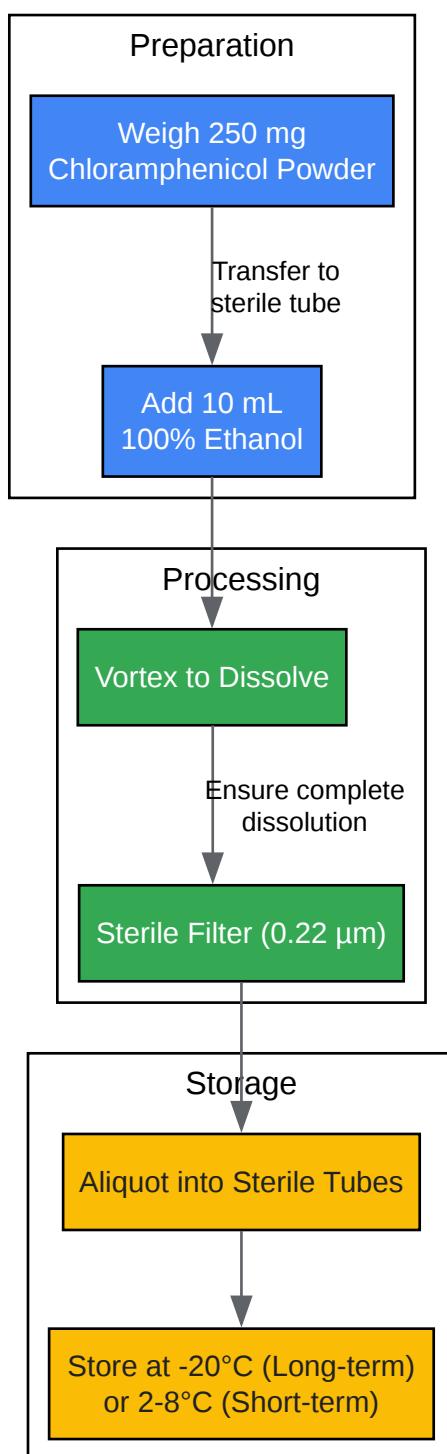 Preparation
Weigh 250 mg
Chloramphenicol Powder
Transfer to
sterile tube
Add 10 mL
100% Ethanol
Processing
Vortex to Dissolve
Ensure complete
dissolution
Sterile Filter (0.22 µm)
Storage
Aliquot into Sterile Tubes
Store at -20°C (Long-term)
or 2-8°C (Short-term)